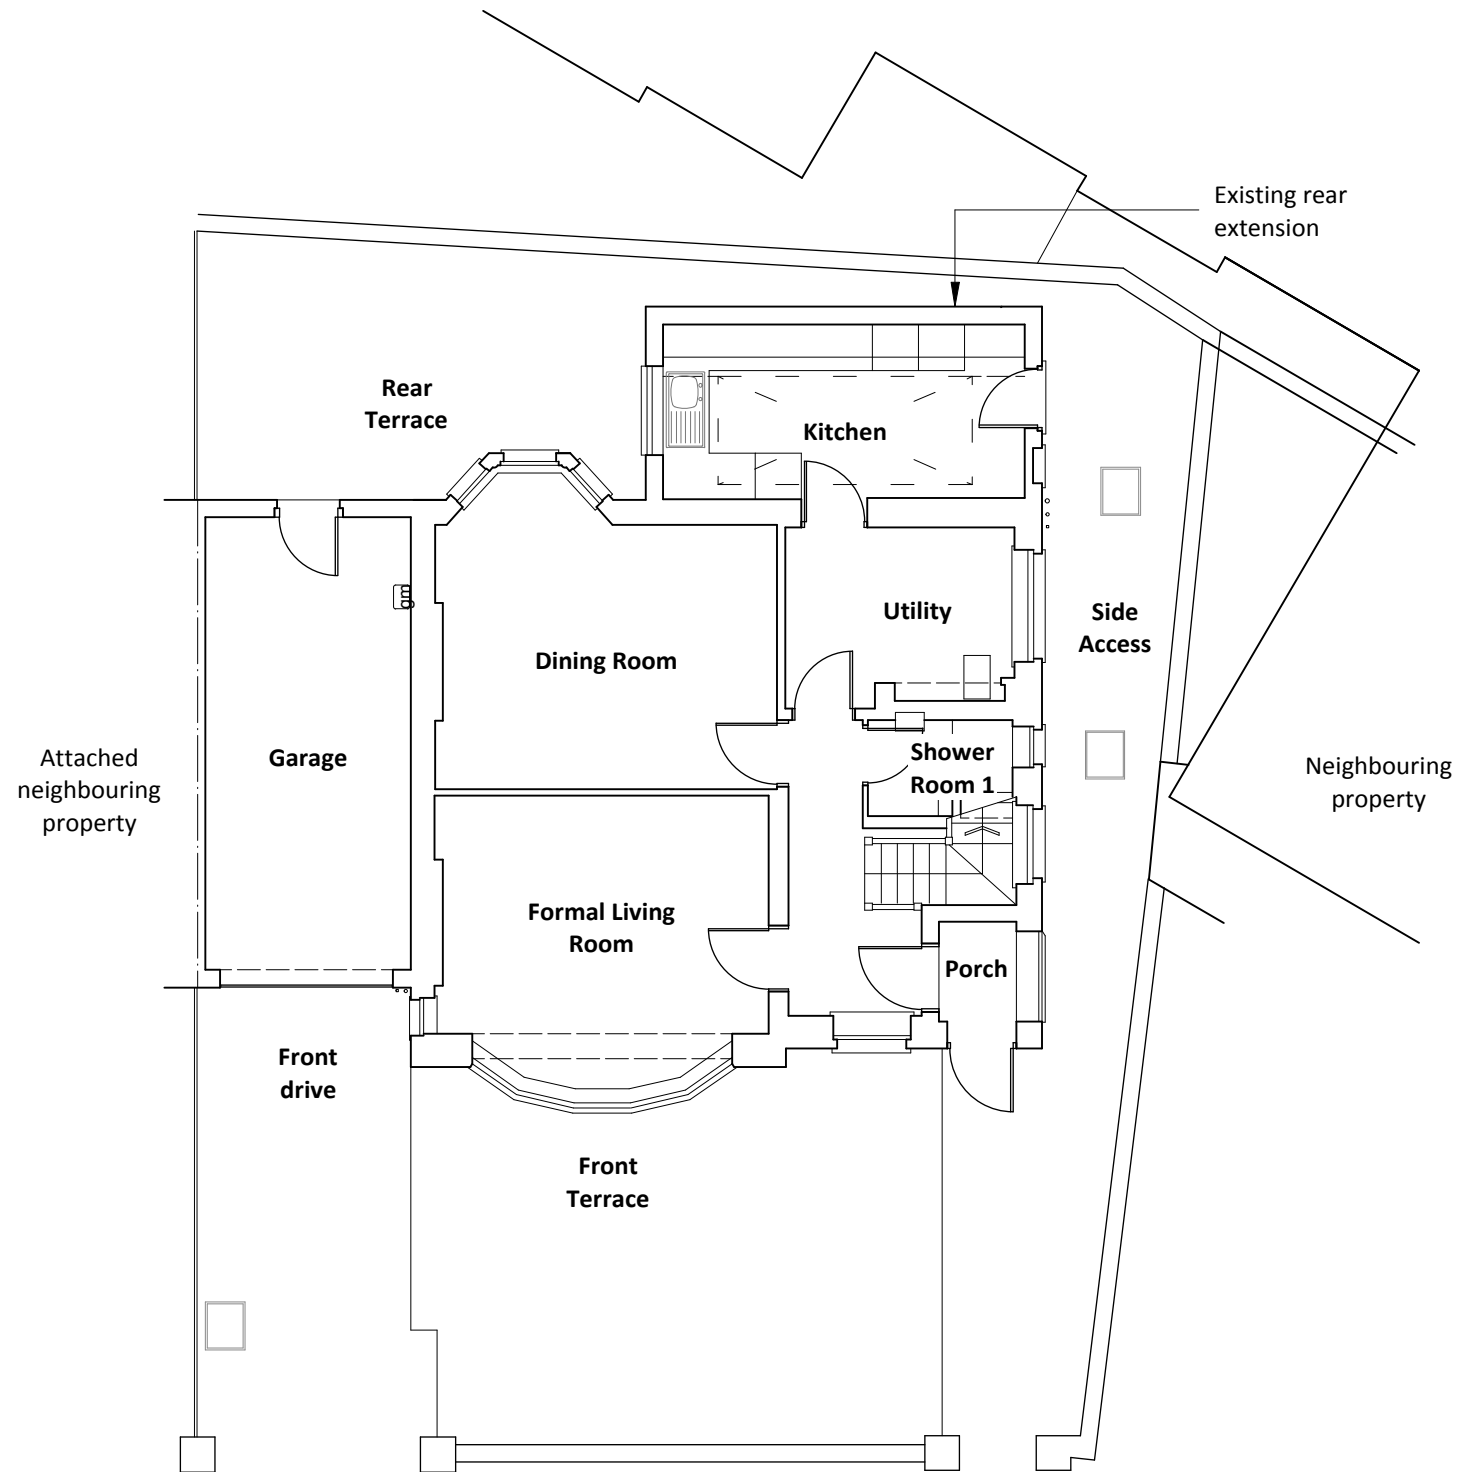 Existing rear
extension
Rear
Terrace
Kitchen
gm
Utility
Side
Access
Dining Room
Attached
neighbouring
property
Garage
Shower
Room 1
Neighbouring
property
Formal Living
Room
Porch
Front
drive
Front
Terrace